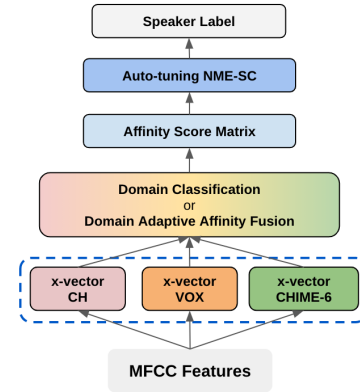 Speaker Label
Auto-tuning NME-SC
Affinity Score Matrix
Domain Classification
or
Domain Adaptive Affinity Fusion
x-vector
CH
x-vector
VOX
x-vector
CHIME-6
MFCC Features